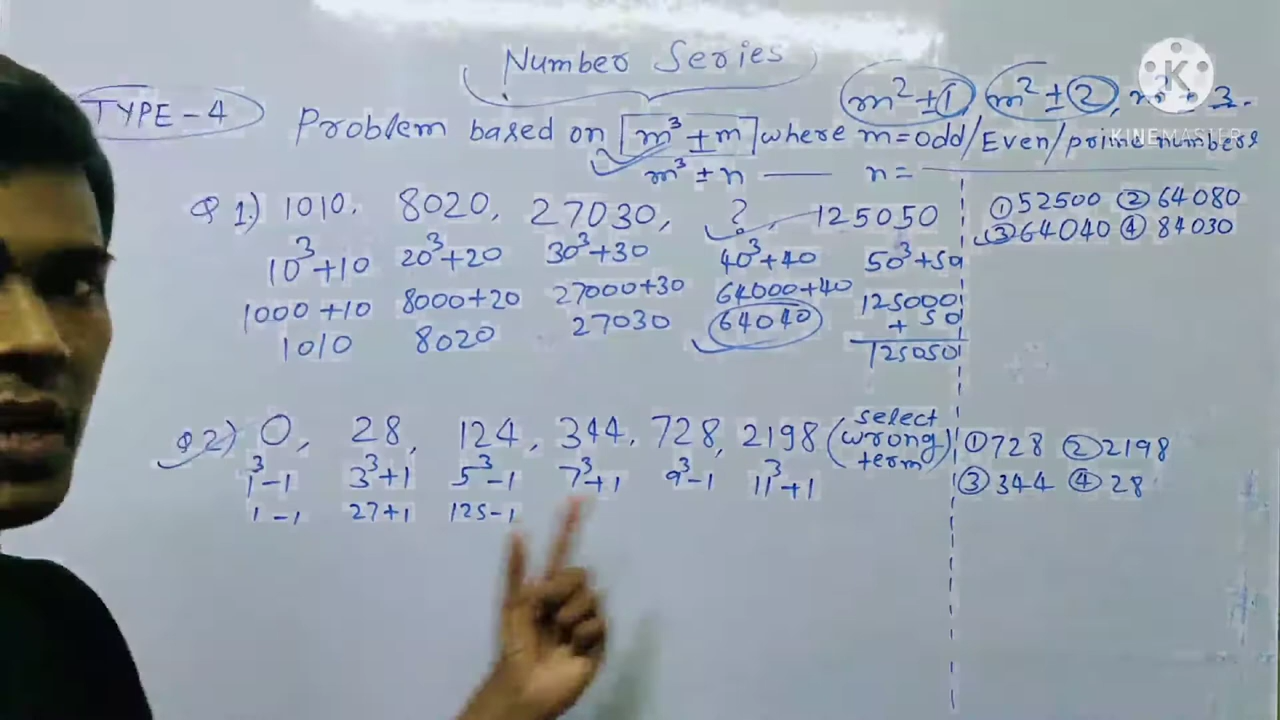 Number Series
m² ± 1, m² ± 2, m² ± 3.
K
KINEMASTER
TYPE - 4
Problem based on m³ ± m where m = odd/Even/prime numbers
m³ ± n —— n =
Q 1.) 1010, 8020, 27030, ?, 125050
① 52500 ② 64080
③ 64040 ④ 84030
10³+10 20³+20 30³+30 40³+40 50³+50
1000+10 8000+20 27000+30 64000+40 125000
+ 50
1010 8020 27030 64040 125050
Q 2) 0, 28, 124, 344, 728, 2198 (select wrong term)
① 728 ② 2198
③ 344 ④ 28
1³-1 3³+1 5³-1 7³+1 9³-1 11³+1
1-1 27+1 125-1